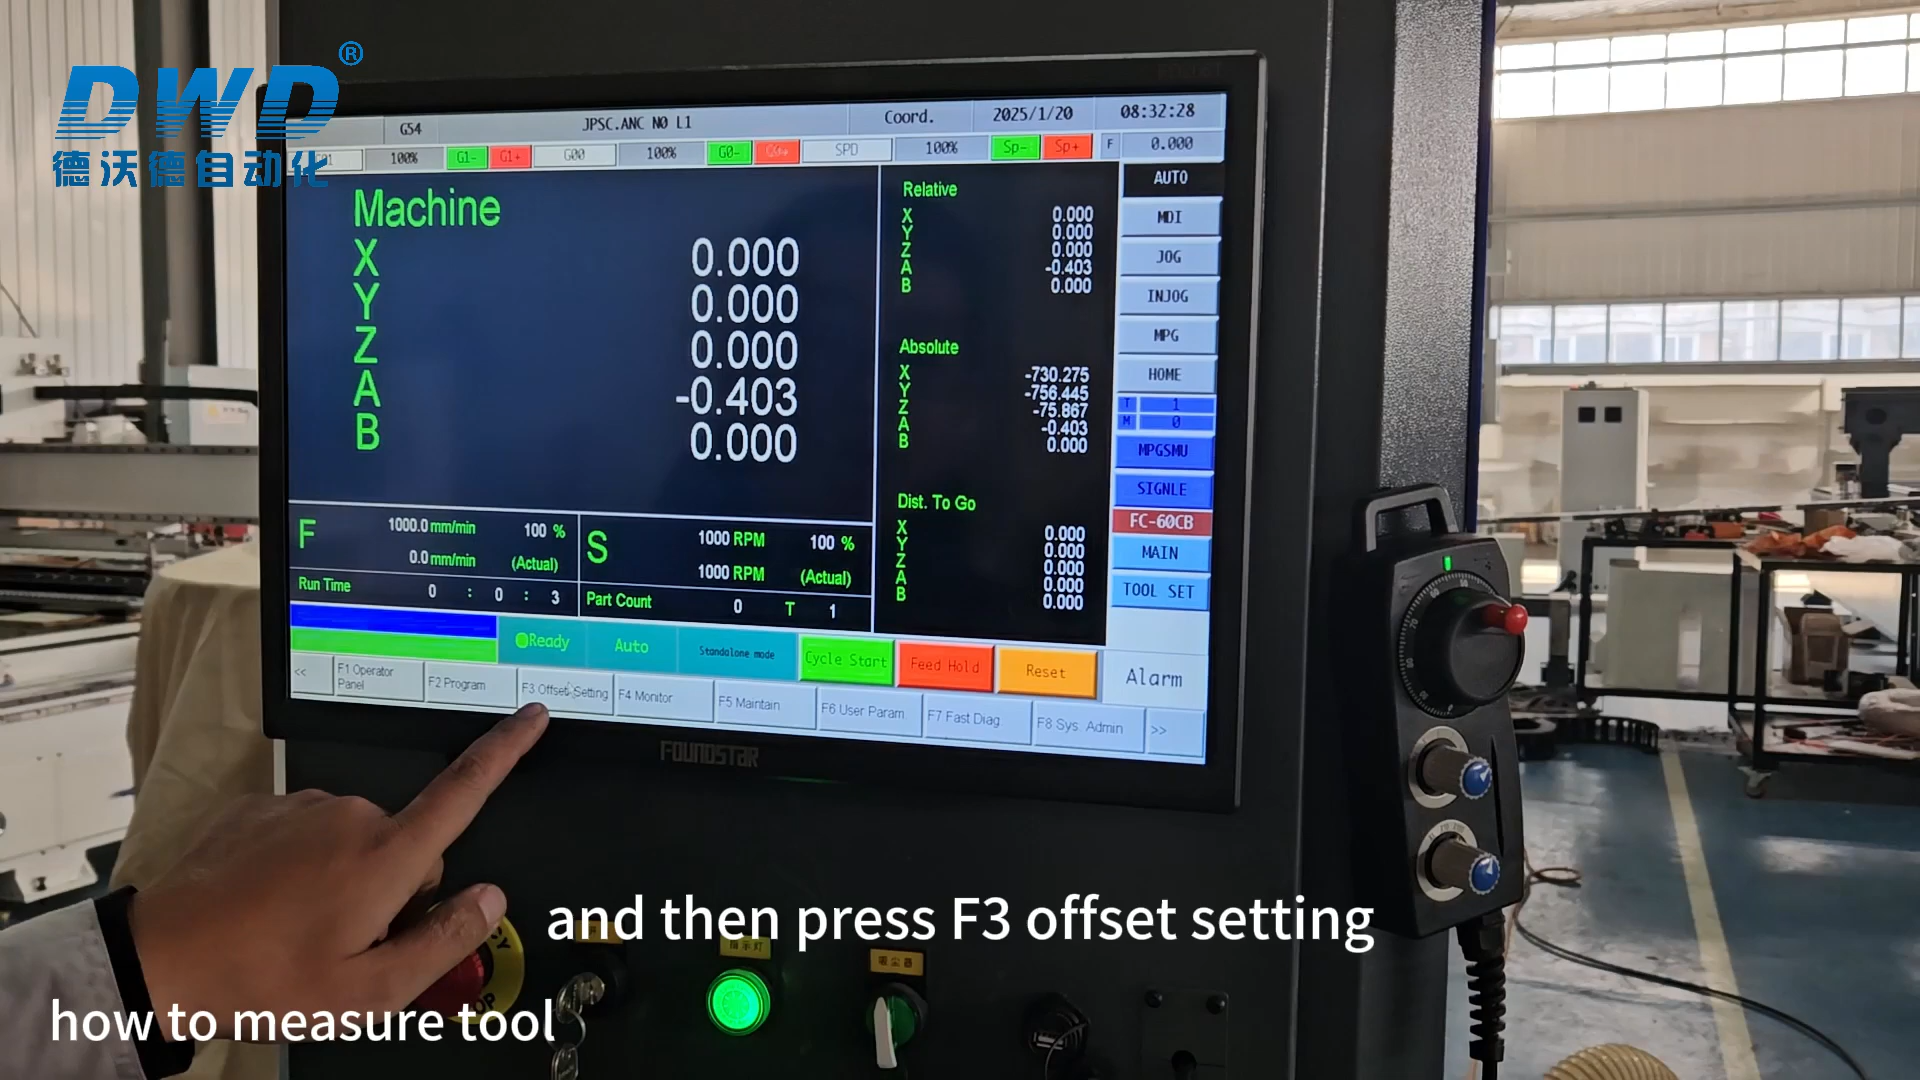 DWD®
德沃德自动化
G54 JPSC.ANC N0 L1 Coord. 2025/1/20 08:32:28
100% G1- G1+ G00 100% G0- SPD 100% Sp- Sp+ F 0.000
Machine
X 0.000
Y 0.000
Z 0.000
A -0.403
B 0.000
Relative
X 0.000
Y 0.000
Z 0.000
A -0.403
B 0.000
Absolute
X -730.275
Y -756.445
Z -75.867
A -0.403
B 0.000
Dist. To Go
X 0.000
Y 0.000
Z 0.000
A 0.000
B 0.000
AUTO
MDI
JOG
INJOG
MPG
HOME
T 1
M 0
MPGSMU
SIGNLE
FC-60CB
MAIN
TOOL SET
F 1000.0 mm/min 100 %
0.0 mm/min (Actual)
S 1000 RPM 100 %
1000 RPM (Actual)
Run Time 0 : 0 : 3
Part Count 0 T 1
Ready Auto Standalone mode Cycle Start Feed Hold Reset Alarm
<< F1 Operator Panel F2 Program F3 Offset Setting F4 Monitor F5 Maintain F6 User Param F7 Fast Diag F8 Sys. Admin >>
FOUNDSTAR
and then press F3 offset setting
指示灯
吸尘器
how to measure tool